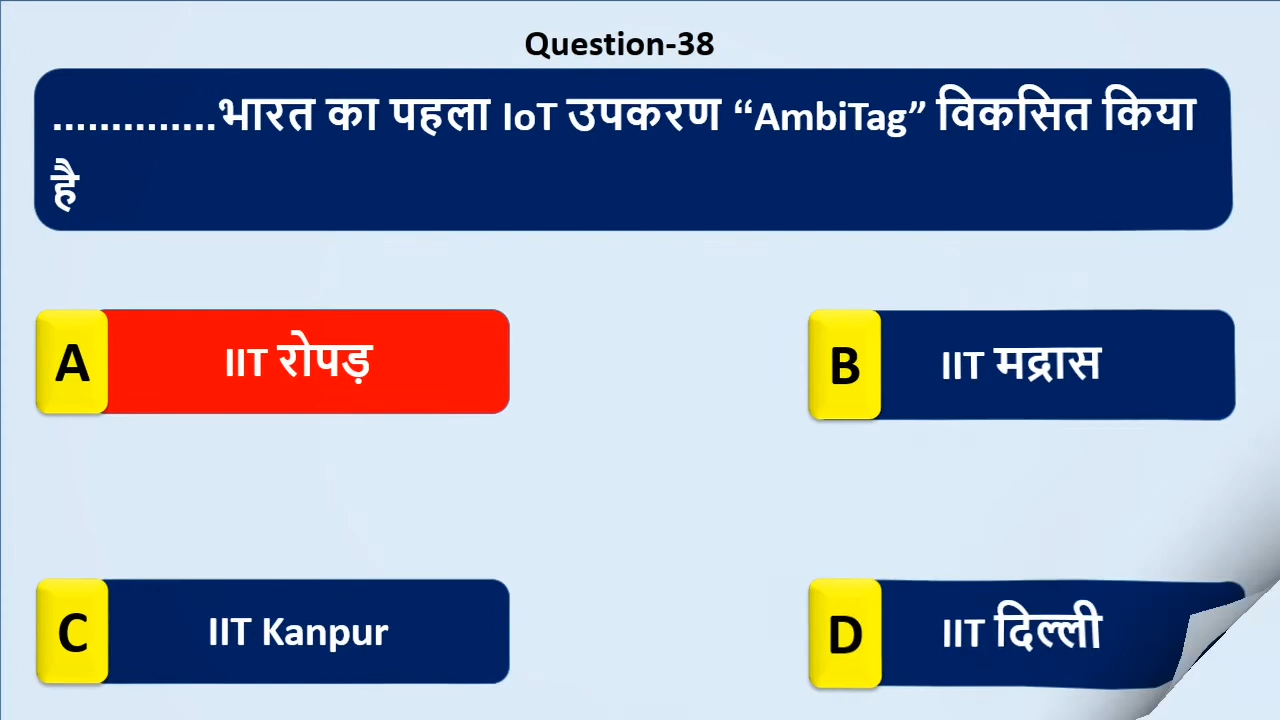 Question-38
..............भारत का पहला IoT उपकरण “AmbiTag” विकसित किया
है
A IIT रोपड़
B IIT मद्रास
C IIT Kanpur
D IIT दिल्ली